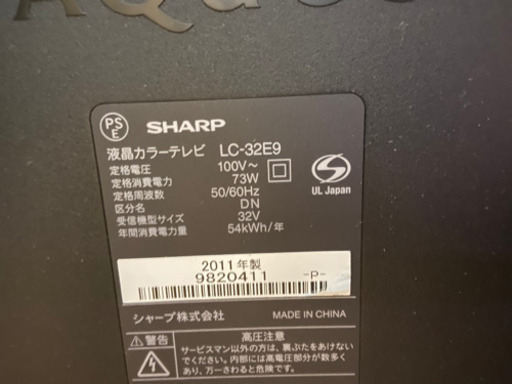 AQUOS
PSE
SHARP
液晶カラーテレビ LC-32E9
定格電圧 100V～
定格消費電力 73W
定格周波数 50/60Hz
区分名 DN
受信機型サイズ 32V
年間消費電力量 54kWh/年
UL Japan
2011年製
9820411 -P-
シャープ株式会社 MADE IN CHINA
⚠警告 高圧注意
サービスマン以外の方は、裏ぶたをあけないで
ください。内部には高電圧部分が数多く
あり、万一さわると危険です。